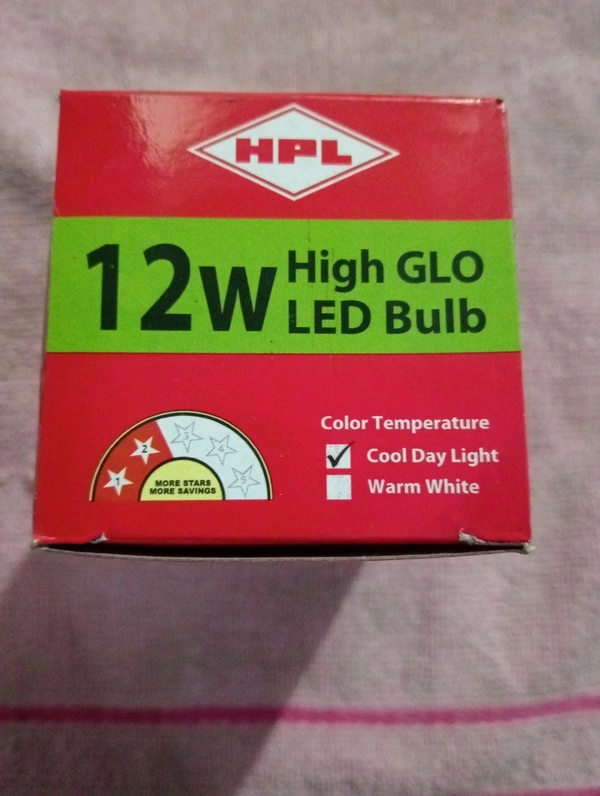 HPL
12w High GLO
LED Bulb
Color Temperature
Cool Day Light
Warm White
1 2 3 4 5
MORE STARS
MORE SAVINGS